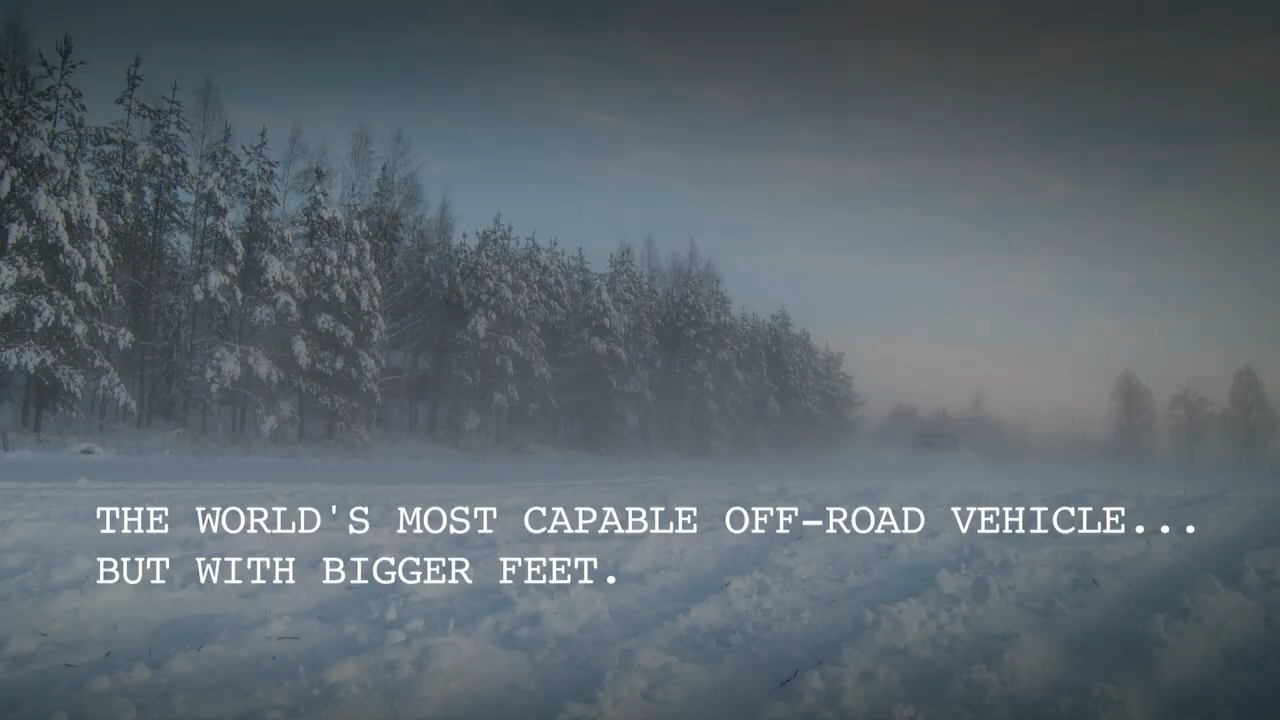 THE WORLD'S MOST CAPABLE OFF-ROAD VEHICLE...
BUT WITH BIGGER FEET.